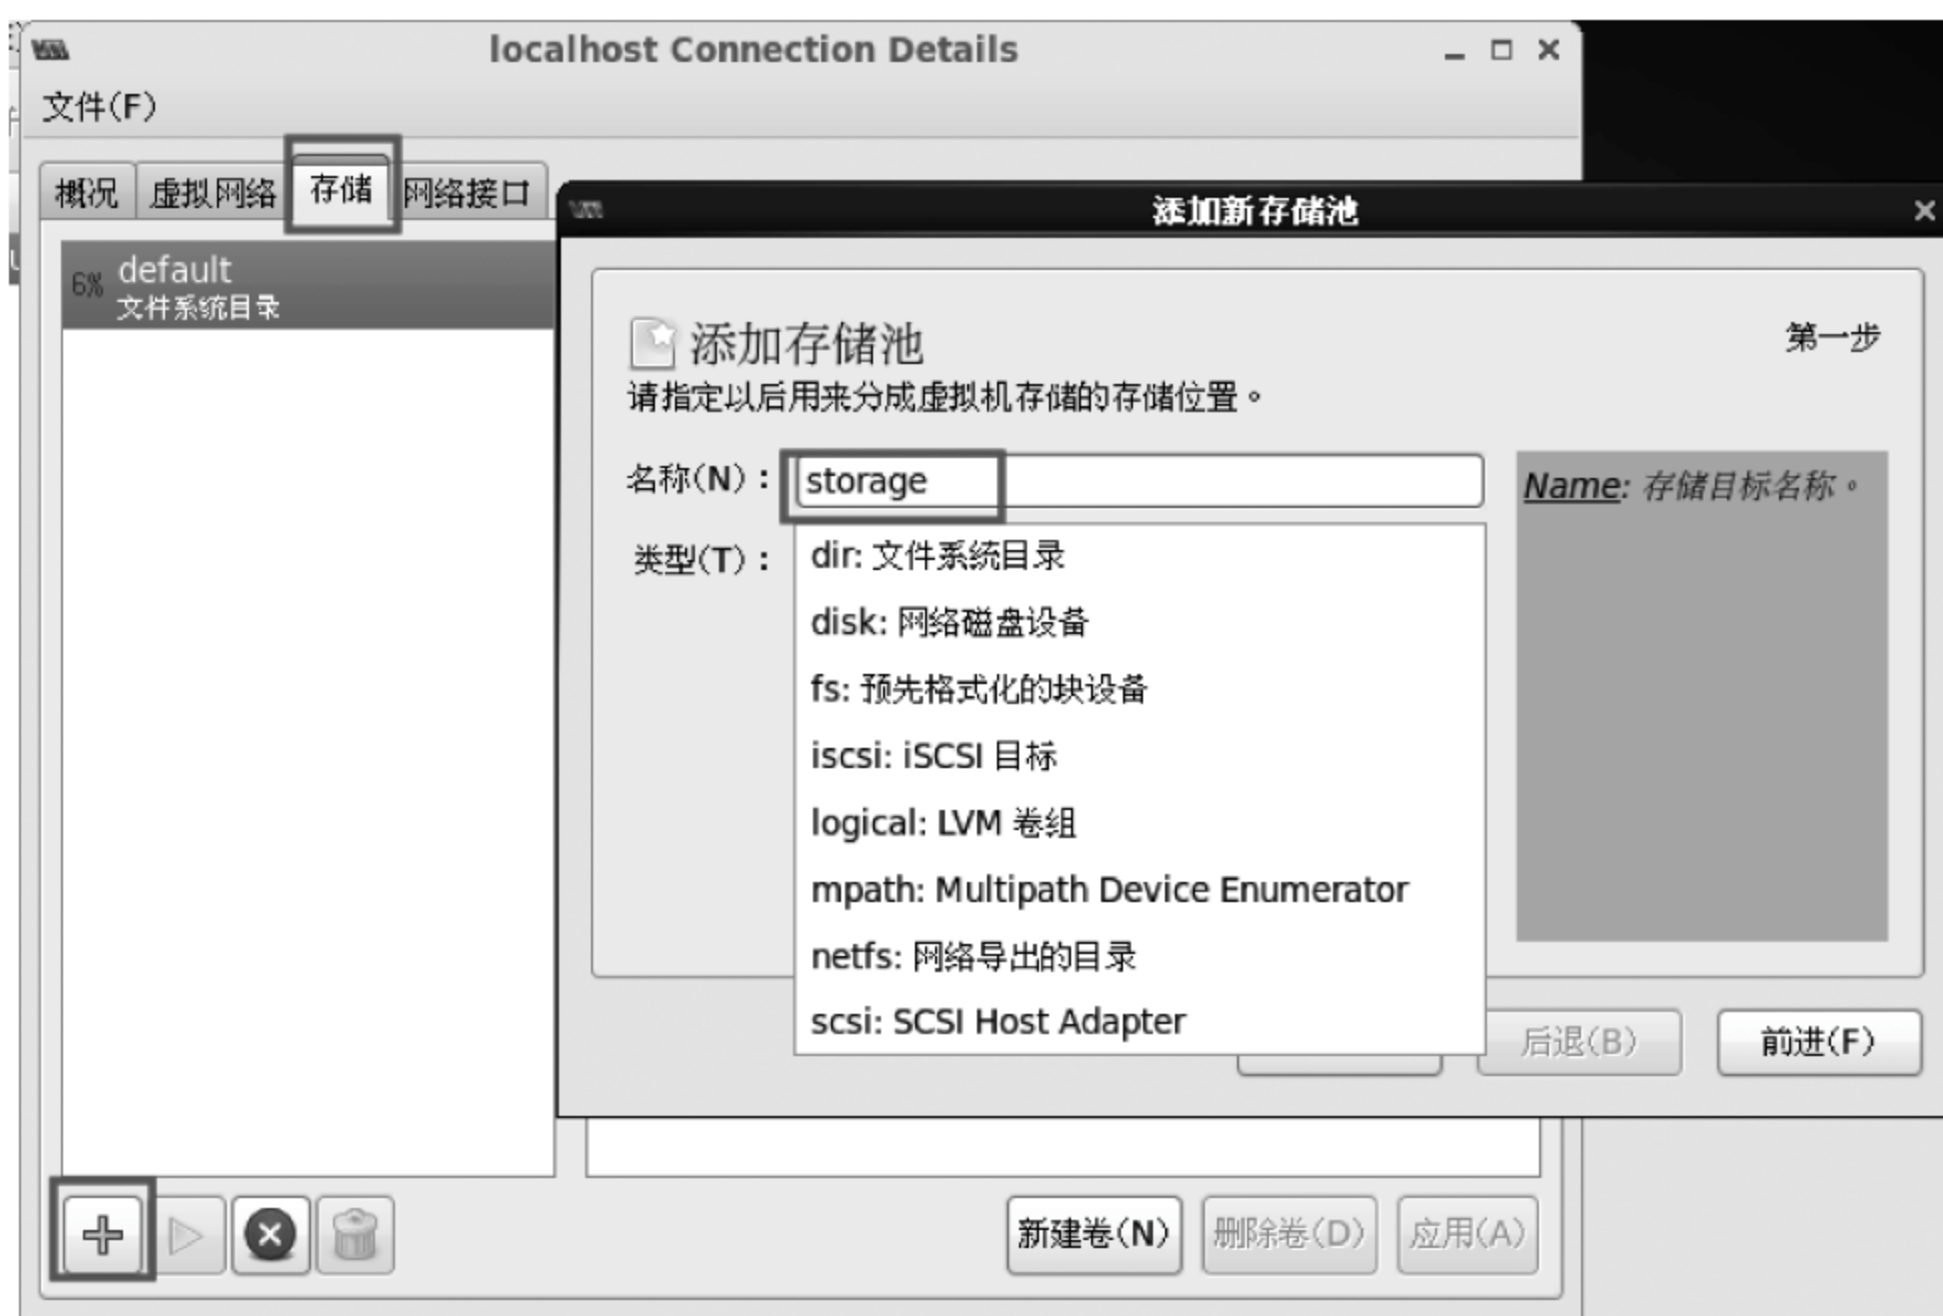 localhost Connection Details
文件(F)
概况 虚拟网络 存储 网络接口
6% default
文件系统目录
添加新存储池
添加存储池
第一步
请指定以后用来分成虚拟机存储的存储位置。
名称(N)：storage
Name: 存储目标名称。
类型(T)：
dir: 文件系统目录
disk: 网络磁盘设备
fs: 预先格式化的块设备
iscsi: iSCSI 目标
logical: LVM 卷组
mpath: Multipath Device Enumerator
netfs: 网络导出的目录
scsi: SCSI Host Adapter
后退(B) 前进(F)
新建卷(N) 删除卷(D) 应用(A)